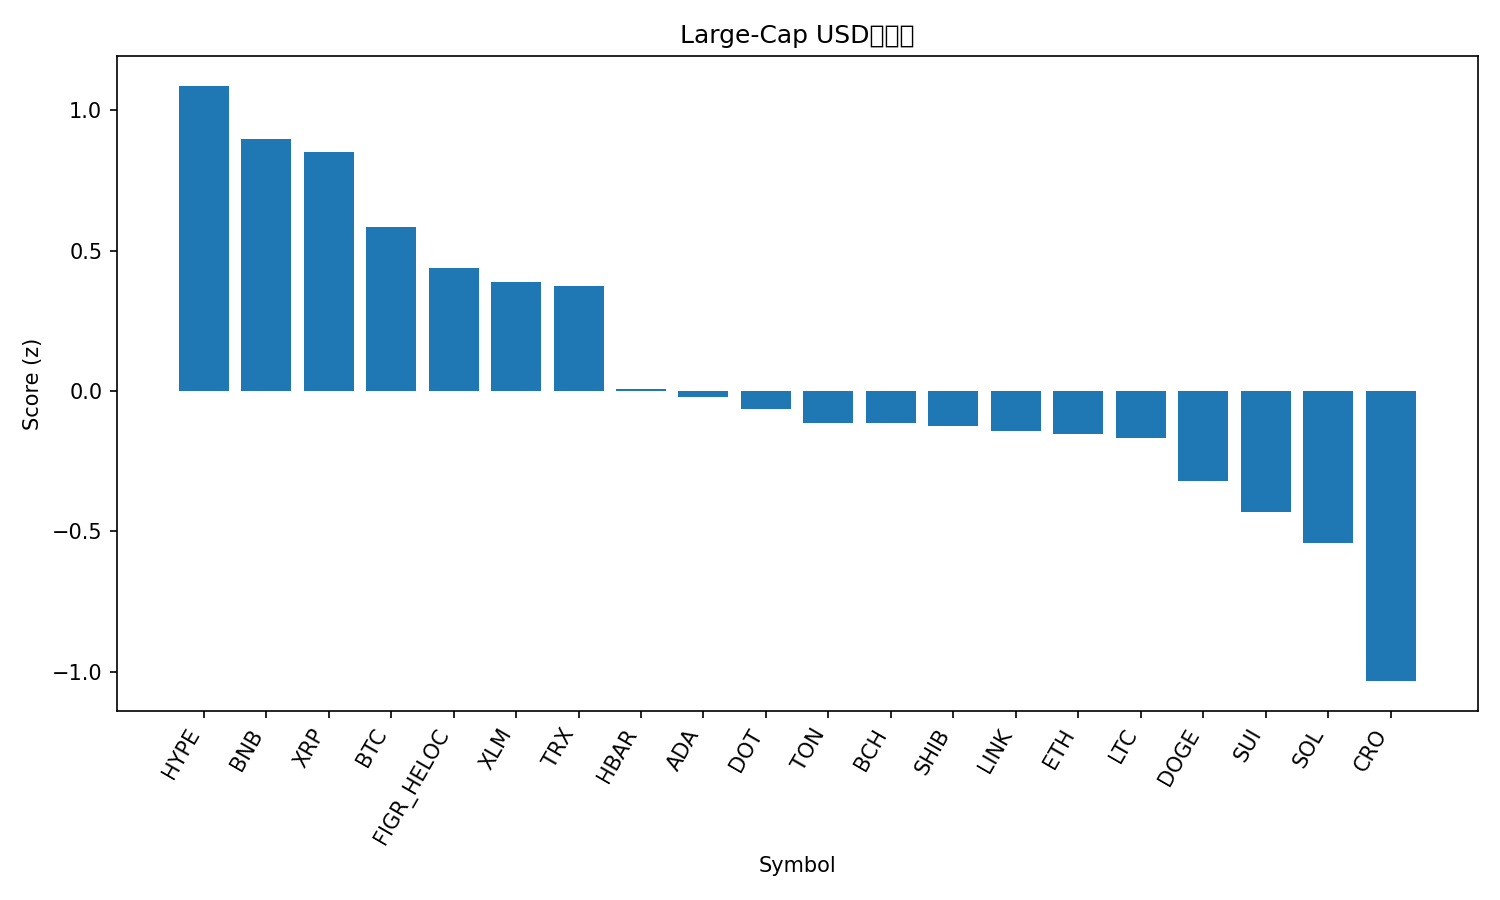 Large-Cap USD
Score (z)
1.0
0.5
0.0
−0.5
−1.0
HYPE
BNB
XRP
BTC
FIGR_HELOC
XLM
TRX
HBAR
ADA
DOT
TON
BCH
SHIB
LINK
ETH
LTC
DOGE
SUI
SOL
CRO
Symbol